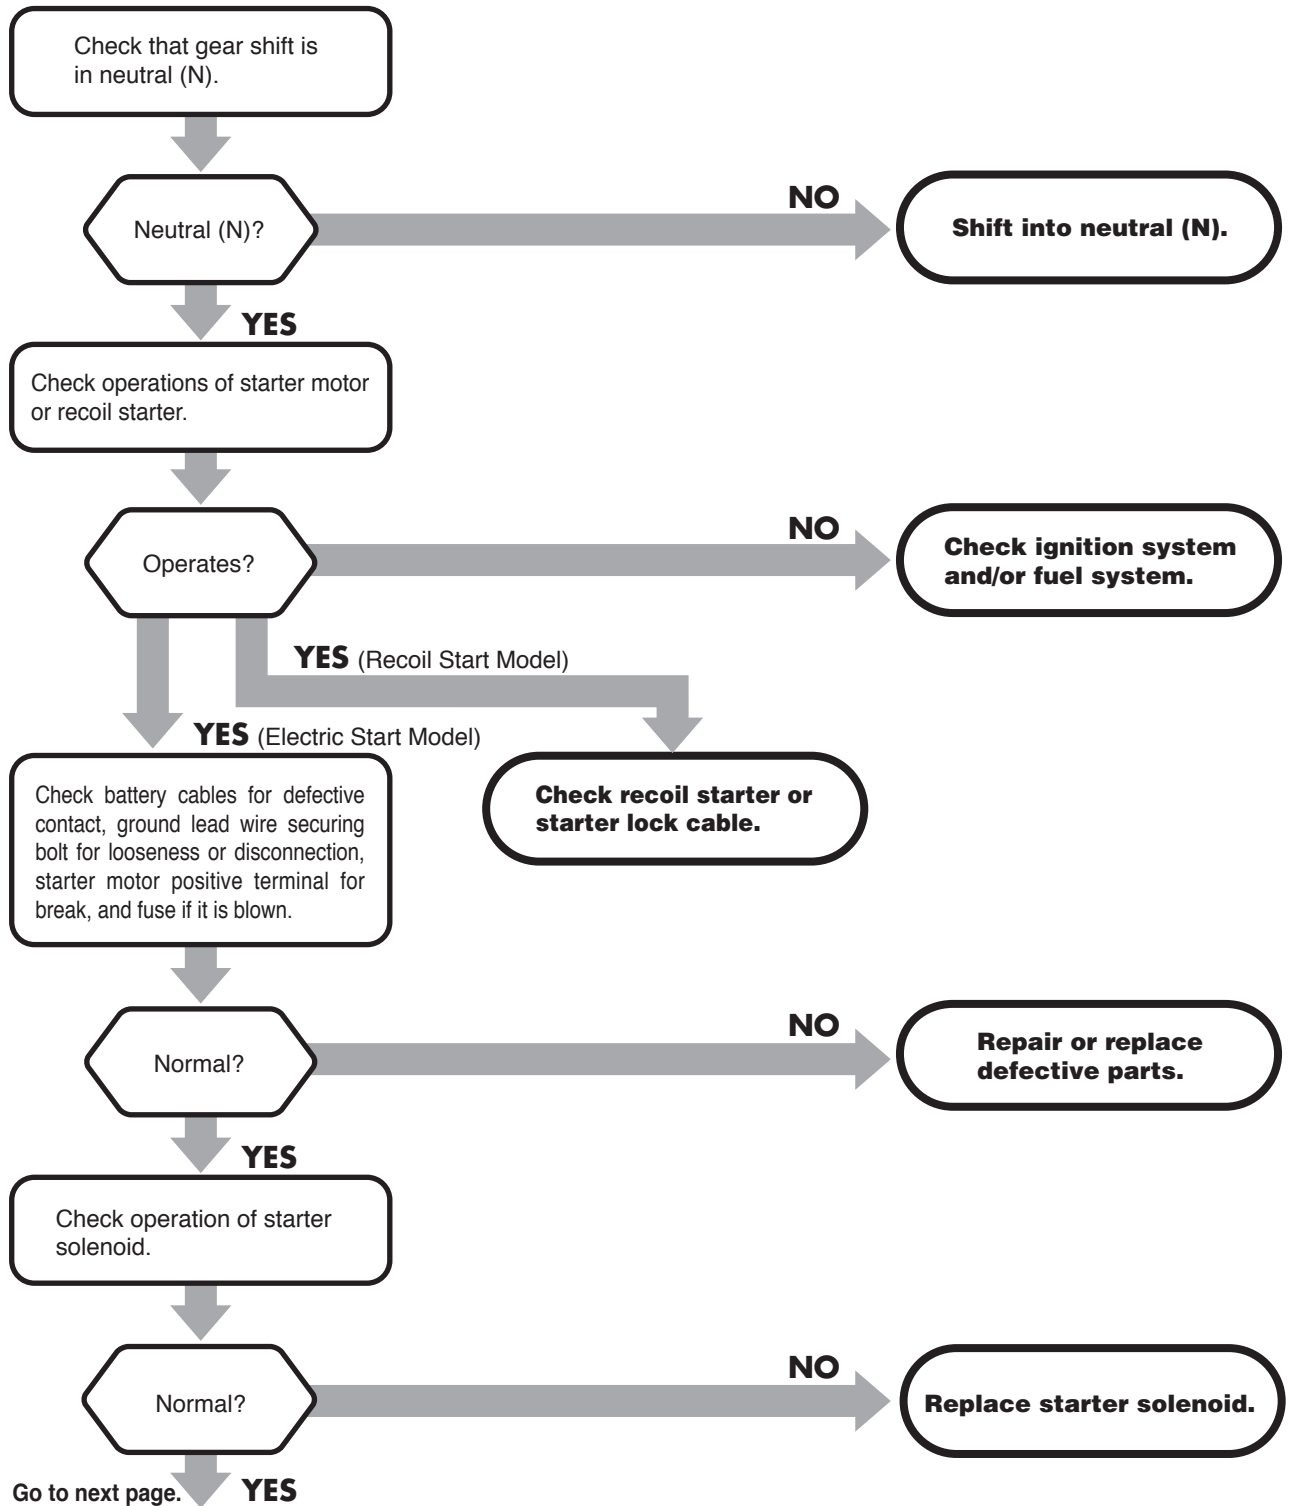 Check that gear shift is
in neutral (N).
Neutral (N)?
NO
Shift into neutral (N).
YES
Check operations of starter motor
or recoil starter.
Operates?
NO
Check ignition system
and/or fuel system.
YES (Recoil Start Model)
YES (Electric Start Model)
Check battery cables for defective
contact, ground lead wire securing
bolt for looseness or disconnection,
starter motor positive terminal for
break, and fuse if it is blown.
Check recoil starter or
starter lock cable.
Normal?
NO
Repair or replace
defective parts.
YES
Check operation of starter
solenoid.
Normal?
NO
Replace starter solenoid.
Go to next page.
YES